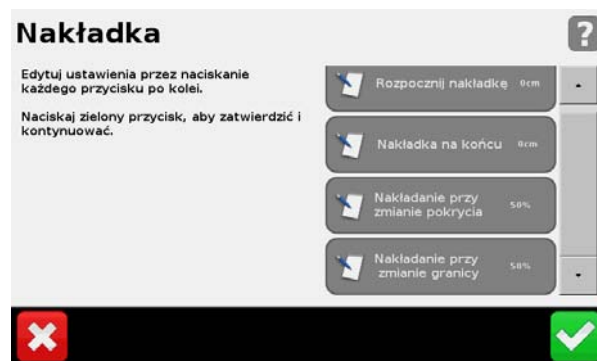 Nakładka
?
Edytuj ustawienia przez naciskanie
każdego przycisku po kolei.
Naciskaj zielony przycisk, aby zatwierdzić i
kontynuować.
Rozpocznij nakładkę 0cm
Nakładka na końcu 0cm
Nakładanie przy
zmianie pokrycia 50%
Nakładanie przy
zmianie granicy 50%